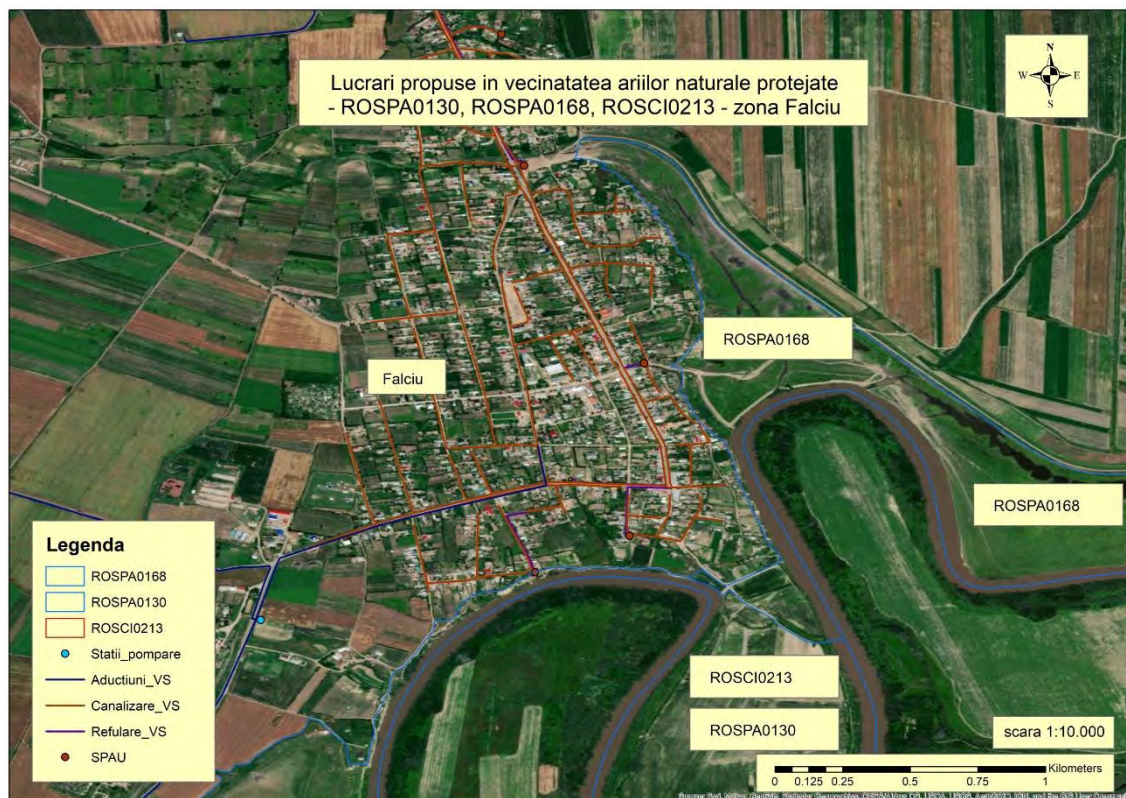 Lucrari propuse in vecinatatea ariilor naturale protejate
- ROSPA0130, ROSPA0168, ROSCI0213 - zona Falciu
N
W E
S
ROSPA0168
Falciu
ROSPA0168
Legenda
ROSPA0168
ROSPA0130
ROSCI0213
Statii_pompare
Aductiuni_VS
Canalizare_VS
Refulare_VS
SPAU
ROSCI0213
ROSPA0130
scara 1:10.000
Kilometers
0 0.125 0.25 0.5 0.75 1